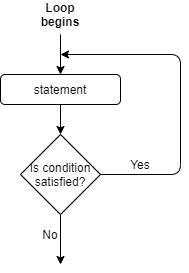 Loop
begins
statement
Is condition
satisfied?
Yes
No